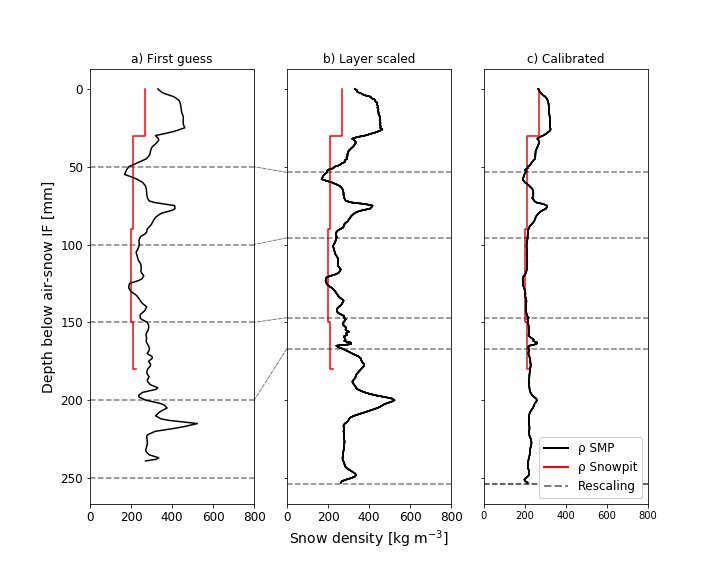 a) First guess
b) Layer scaled
c) Calibrated
Depth below air-snow IF [mm]
0
50
100
150
200
250
0 200 400 600 800
0 200 400 600 800
0 200 400 600 800
Snow density [kg m⁻³]
ρ SMP
ρ Snowpit
Rescaling